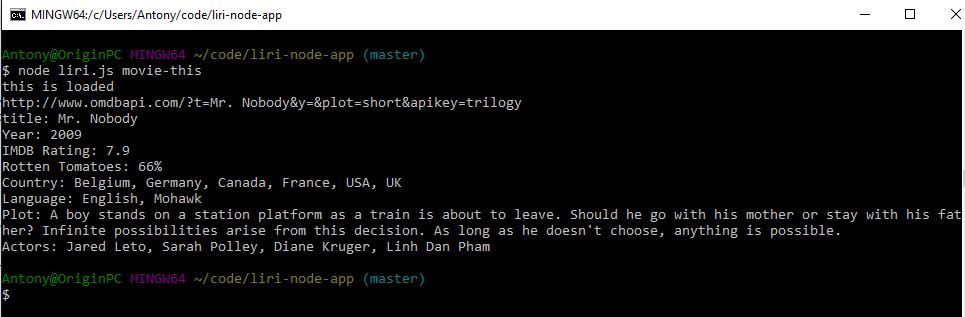 MINGW64:/c/Users/Antony/code/liri-node-app
Antony@OriginPC MINGW64 ~/code/liri-node-app (master)
$ node liri.js movie-this
this is loaded
http://www.omdbapi.com/?t=Mr. Nobody&y=&plot=short&apikey=trilogy
title: Mr. Nobody
Year: 2009
IMDB Rating: 7.9
Rotten Tomatoes: 66%
Country: Belgium, Germany, Canada, France, USA, UK
Language: English, Mohawk
Plot: A boy stands on a station platform as a train is about to leave. Should he go with his mother or stay with his fat
her? Infinite possibilities arise from this decision. As long as he doesn't choose, anything is possible.
Actors: Jared Leto, Sarah Polley, Diane Kruger, Linh Dan Pham
Antony@OriginPC MINGW64 ~/code/liri-node-app (master)
$